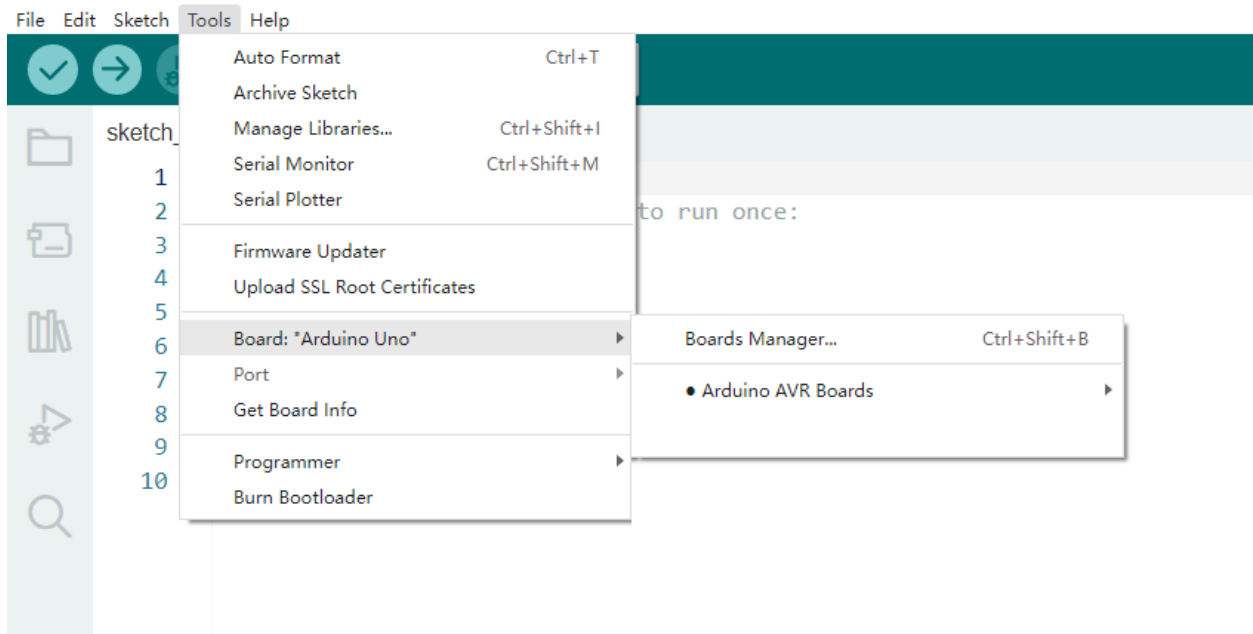 File Edit Sketch Tools Help
Auto Format Ctrl+T
Archive Sketch
sketch_
Manage Libraries... Ctrl+Shift+I
Serial Monitor Ctrl+Shift+M
1
Serial Plotter
2 to run once:
3
Firmware Updater
4
Upload SSL Root Certificates
5
Board: "Arduino Uno" Boards Manager... Ctrl+Shift+B
6
7
Port
● Arduino AVR Boards
8
Get Board Info
9
Programmer
10
Burn Bootloader